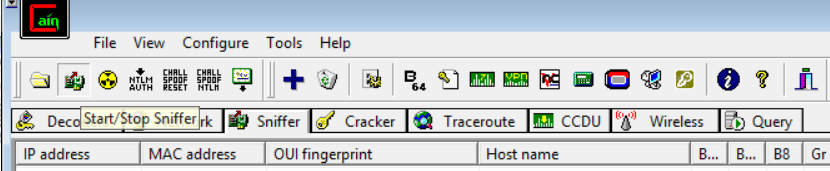 Cain
File View Configure Tools Help
NTLM AUTH CHALL SPOOF RESET CHALL SPOOF NTLM B64
Deco Start/Stop Sniffer rk Sniffer Cracker Traceroute CCDU Wireless Query
IP address MAC address OUI fingerprint Host name B... B... B8 Gr